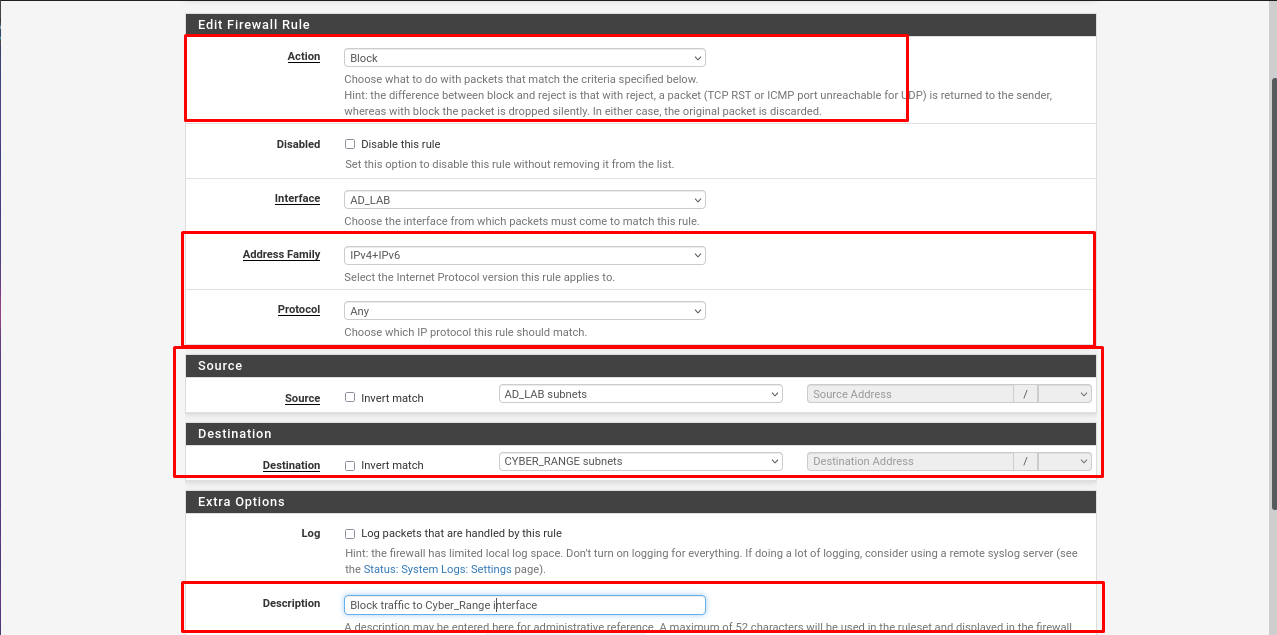 Edit Firewall Rule
Action Block
Choose what to do with packets that match the criteria specified below.
Hint: the difference between block and reject is that with reject, a packet (TCP RST or ICMP port unreachable for UDP) is returned to the sender,
whereas with block the packet is dropped silently. In either case, the original packet is discarded.
Disabled Disable this rule
Set this option to disable this rule without removing it from the list.
Interface AD_LAB
Choose the interface from which packets must come to match this rule.
Address Family IPv4+IPv6
Select the Internet Protocol version this rule applies to.
Protocol Any
Choose which IP protocol this rule should match.
Source
Source Invert match AD_LAB subnets Source Address /
Destination
Destination Invert match CYBER_RANGE subnets Destination Address /
Extra Options
Log Log packets that are handled by this rule
Hint: the firewall has limited local log space. Don't turn on logging for everything. If doing a lot of logging, consider using a remote syslog server (see
the Status: System Logs: Settings page).
Description Block traffic to Cyber_Range interface
A description may be entered here for administrative reference. A maximum of 52 characters will be used in the ruleset and displayed in the firewall